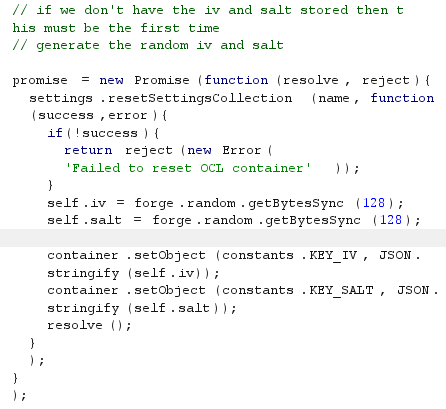 // if we don't have the iv and salt stored then t
his must be the first time
// generate the random iv and salt
promise = new Promise (function (resolve, reject){
settings .resetSettingsCollection (name, function
(success,error){
if(!success){
return reject(new Error(
'Failed to reset OCL container' ));
}
self.iv = forge.random.getBytesSync (128);
self.salt = forge.random.getBytesSync (128);
container .setObject (constants .KEY_IV, JSON.
stringify (self.iv));
container .setObject (constants .KEY_SALT, JSON.
stringify (self.salt));
resolve ();
}
);
}
);